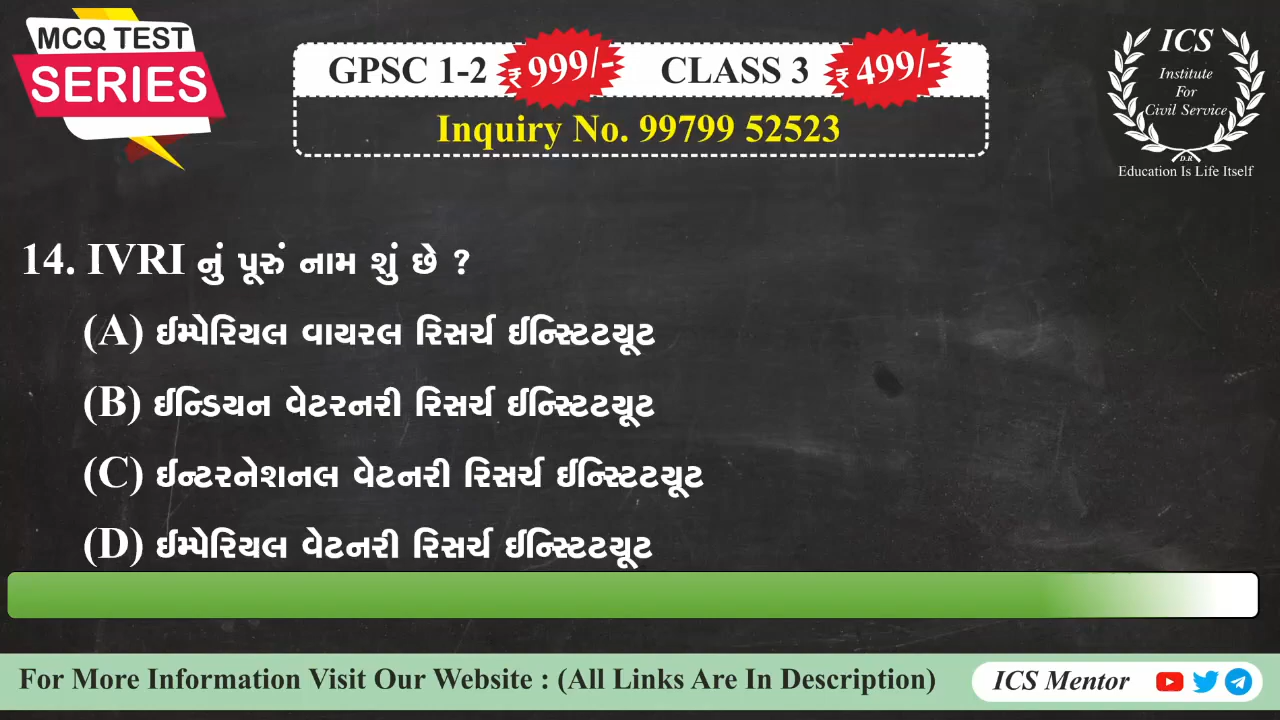 MCQ TEST
SERIES
GPSC 1-2 ₹ 999/- CLASS 3 ₹ 499/-
Inquiry No. 99799 52523
ICS
Institute
For
Civil Service
D.R
Education Is Life Itself
14. IVRI નું પૂરું નામ શું છે ?
(A) ઈમ્પેરિયલ વાયરલ રિસર્ચ ઈન્સ્ટિટયૂટ
(B) ઈન્ડિયન વેટરનરી રિસર્ચ ઈન્સ્ટિટયૂટ
(C) ઈન્ટરનેશનલ વેટનરી રિસર્ચ ઈન્સ્ટિટયૂટ
(D) ઈમ્પેરિયલ વેટનરી રિસર્ચ ઈન્સ્ટિટયૂટ
For More Information Visit Our Website : (All Links Are In Description)
ICS Mentor